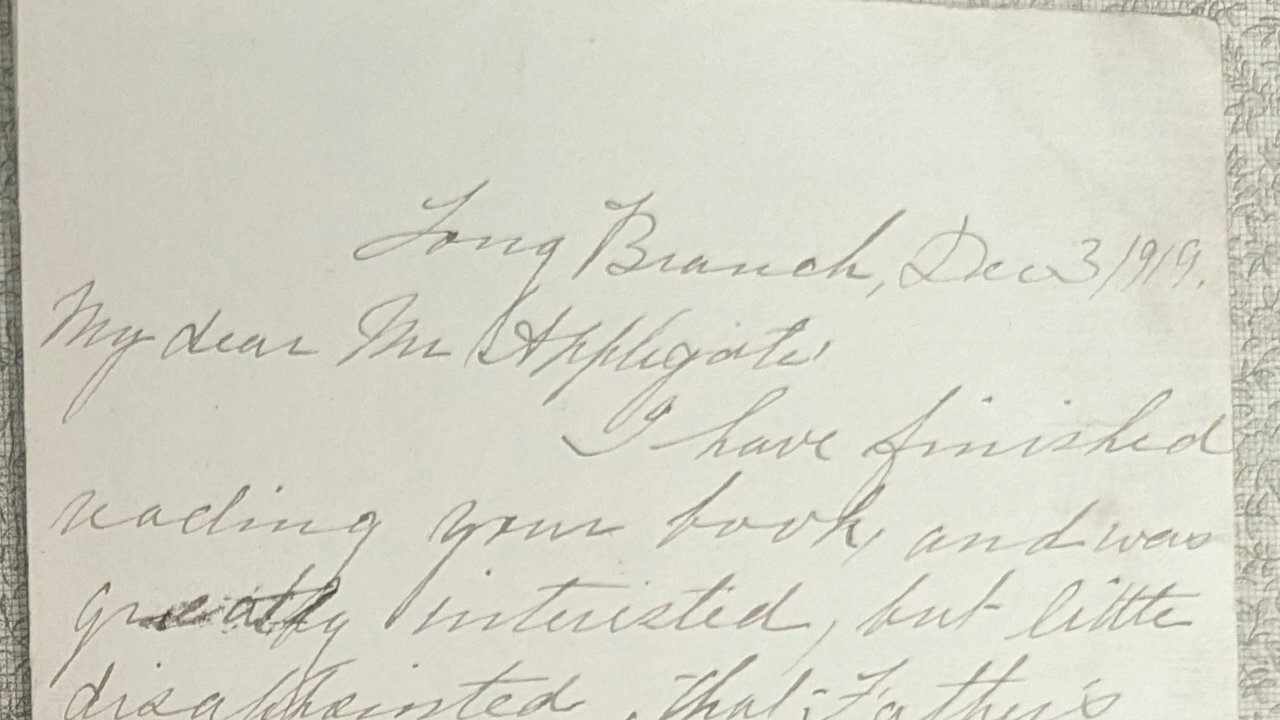 Long Branch, Dec 3/1919.
My dear Mr Applegate
I have finished
reading your book, and was
greatly interested, but little
disappointed, that Father's